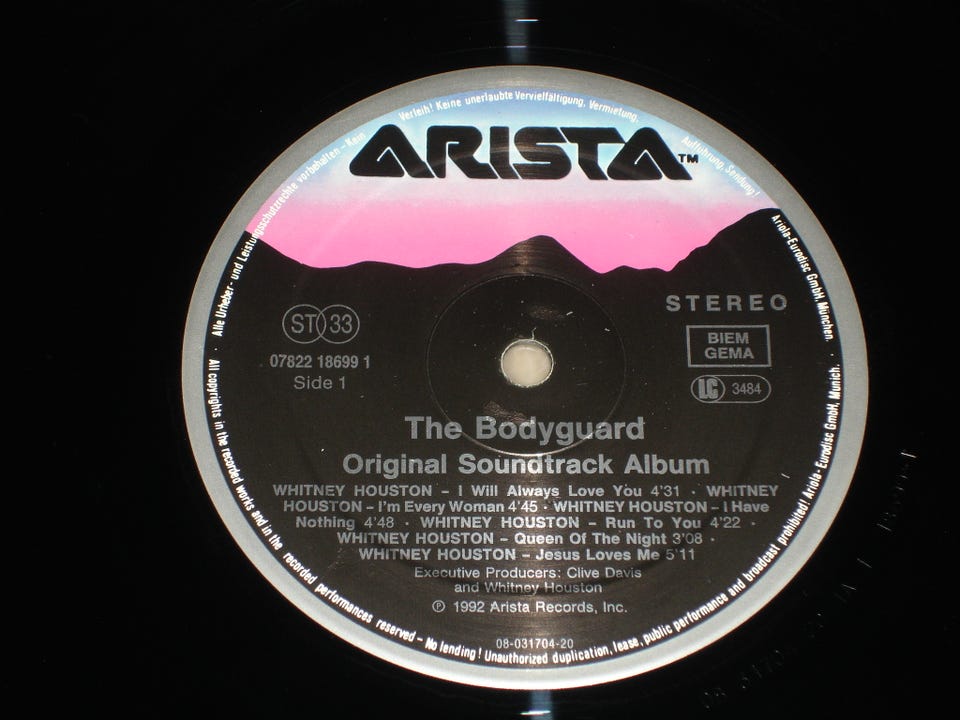 Alle Urheber- und Leistungsschutzrechte vorbehalten – Kein Verleih! Keine unerlaubte Vervielfältigung, Vermietung, Aufführung, Sendung!
ARISTA™
Ariola-Eurodisc GmbH, München.
STEREO
ST 33
BIEM
GEMA
07822 18699 1
Side 1
LC 3484
The Bodyguard
Original Soundtrack Album
WHITNEY HOUSTON – I Will Always Love You 4'31 · WHITNEY
HOUSTON – I'm Every Woman 4'45 · WHITNEY HOUSTON – I Have
Nothing 4'48 · WHITNEY HOUSTON – Run To You 4'22 ·
WHITNEY HOUSTON – Queen Of The Night 3'08 ·
WHITNEY HOUSTON – Jesus Loves Me 5'11
Executive Producers: Clive Davis
and Whitney Houston
℗ 1992 Arista Records, Inc.
08-031704-20
· All copyrights in the recorded works and in the recorded performances reserved – No lending! Unauthorized duplication, lease, public performance and broadcast prohibited! Ariola-Eurodisc GmbH, Munich. ·